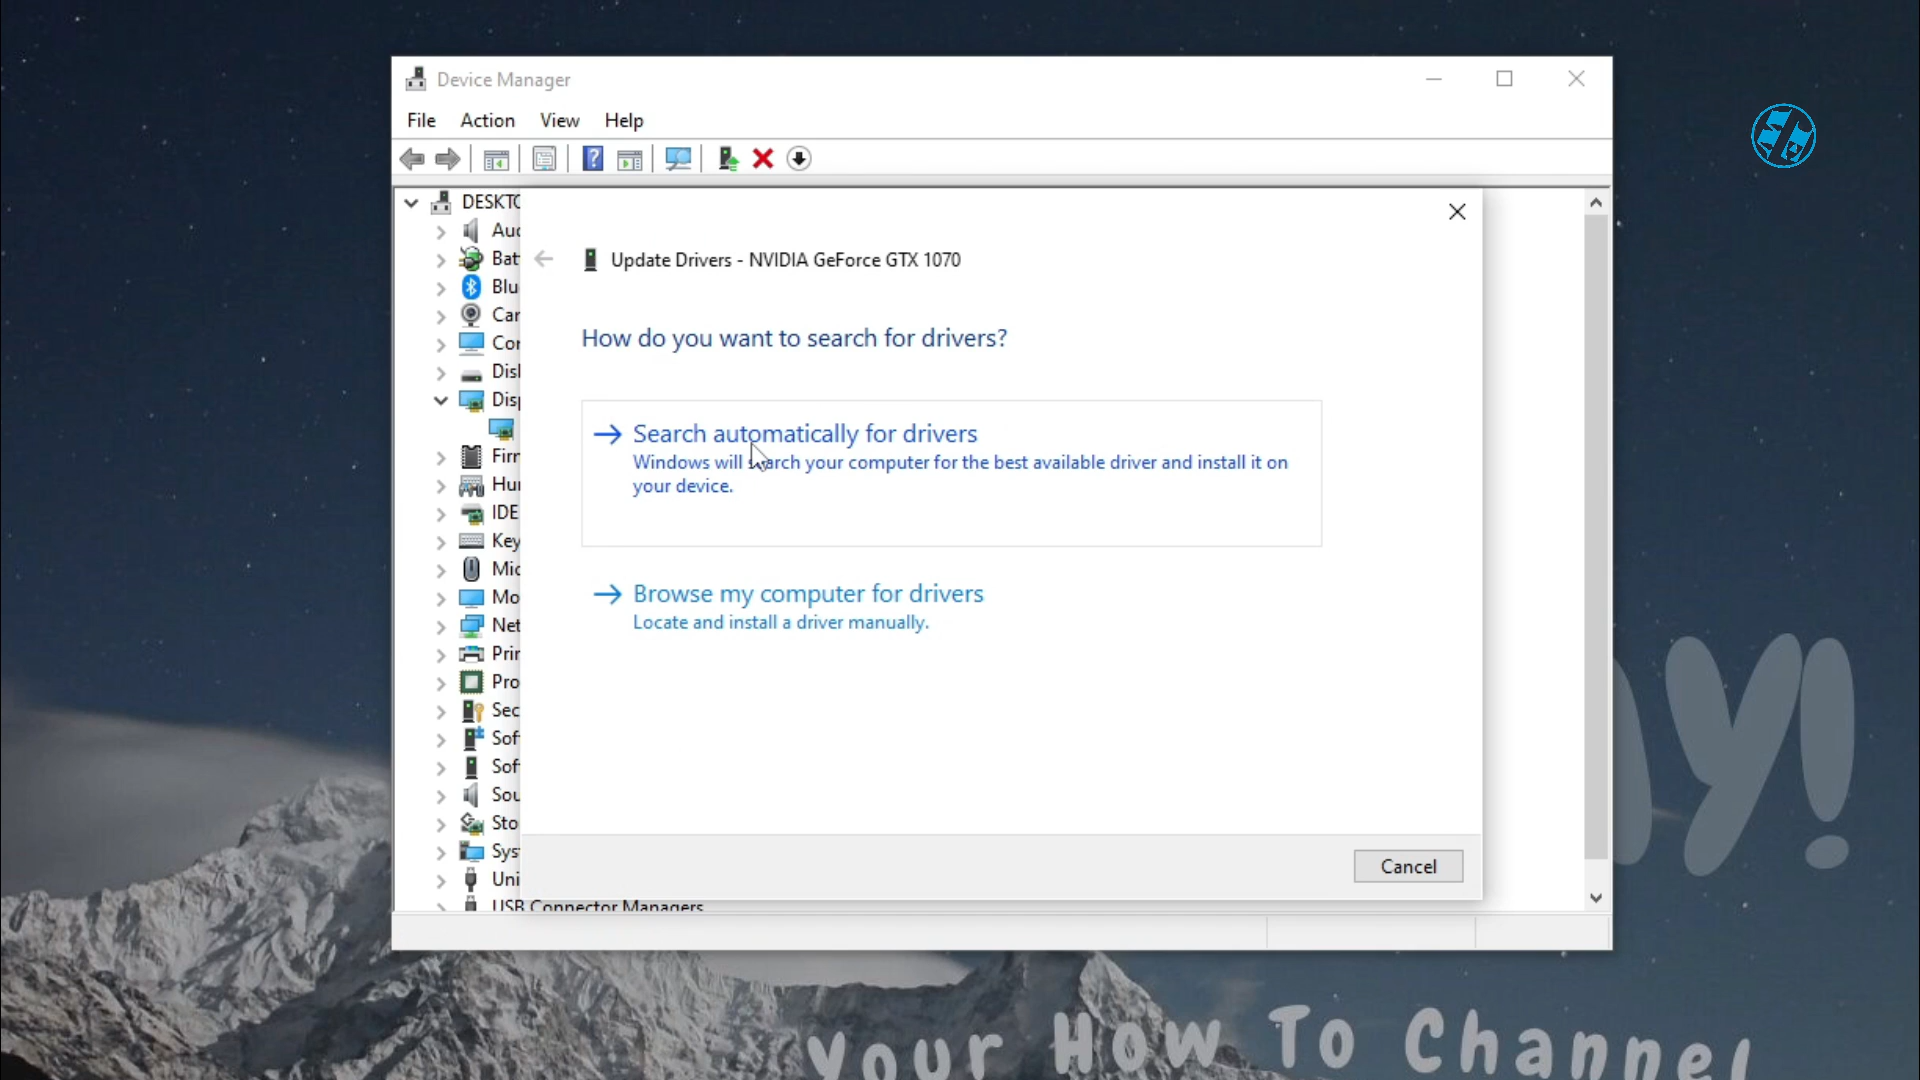 Device Manager
File Action View Help
DESKTO
Aud
Batt
Blu
Car
Cor
Disl
Update Drivers - NVIDIA GeForce GTX 1070
How do you want to search for drivers?
Disp
Search automatically for drivers
Windows will search your computer for the best available driver and install it on
your device.
Firr
Hur
IDE
Key
Mic
Mo
Net
Prir
Pro
Sec
Sof
Sof
Sou
Sto
Sys
Uni
Browse my computer for drivers
Locate and install a driver manually.
Cancel
USB Connector Managers
AY!
Your How To Channel